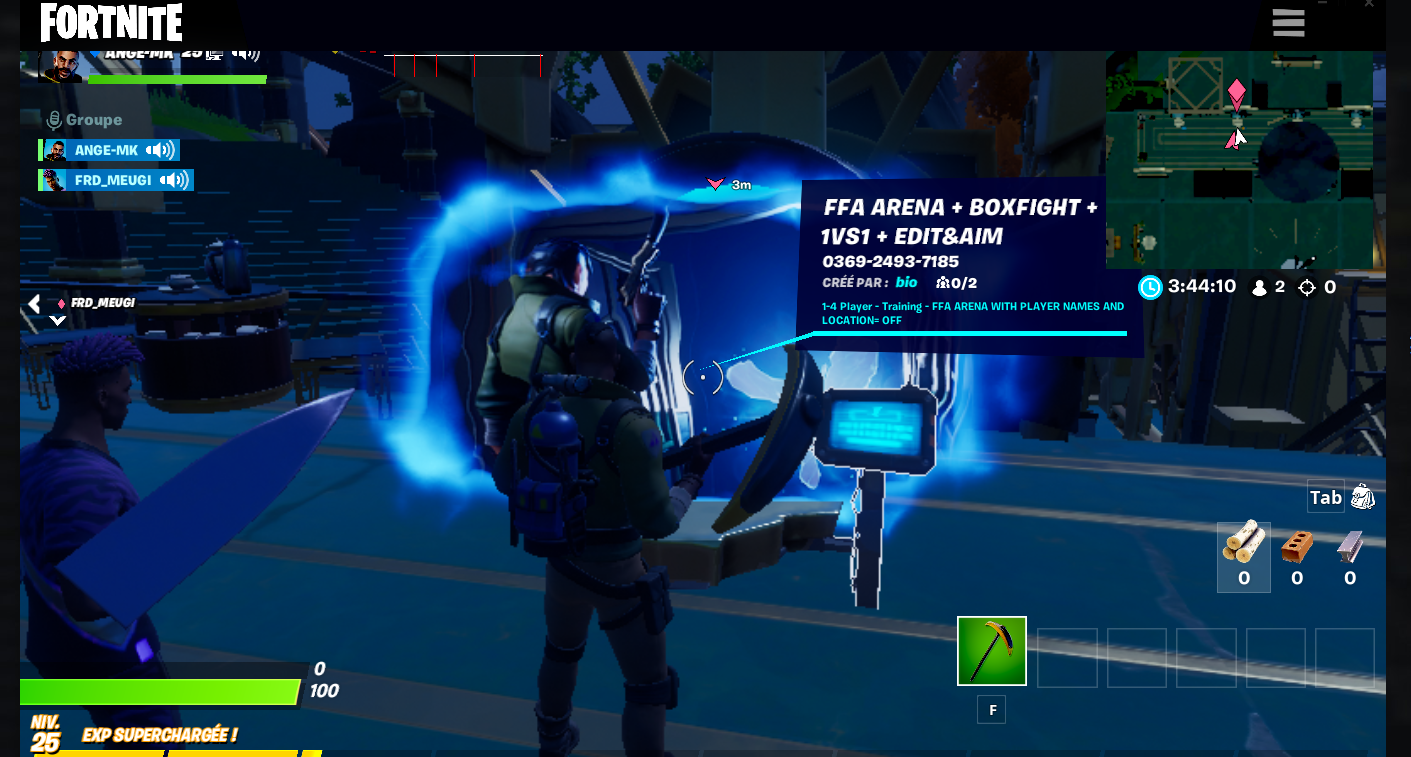 FORTNITE
ANGE-MK 25
Groupe
ANGE-MK
FRD_MEUGI
3m
FFA ARENA + BOXFIGHT +
1VS1 + EDIT&AIM
0369-2493-7185
CRÉÉ PAR : bio 0/2
1-4 Player - Training - FFA ARENA WITH PLAYER NAMES AND
LOCATION= OFF
3:44:10 2 0
FRD_MEUGI
Tab
0 0 0
F
0
100
NIV.
25
EXP SUPERCHARGÉE !